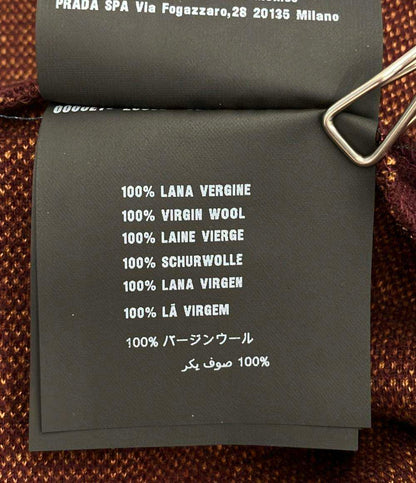 PRADA SPA Via Fogazzaro,28 20135 Milano
100% LANA VERGINE
100% VIRGIN WOOL
100% LAINE VIERGE
100% SCHURWOLLE
100% LANA VIRGEN
100% LÃ VIRGEM
100% バージンウール
100% صوف يكر